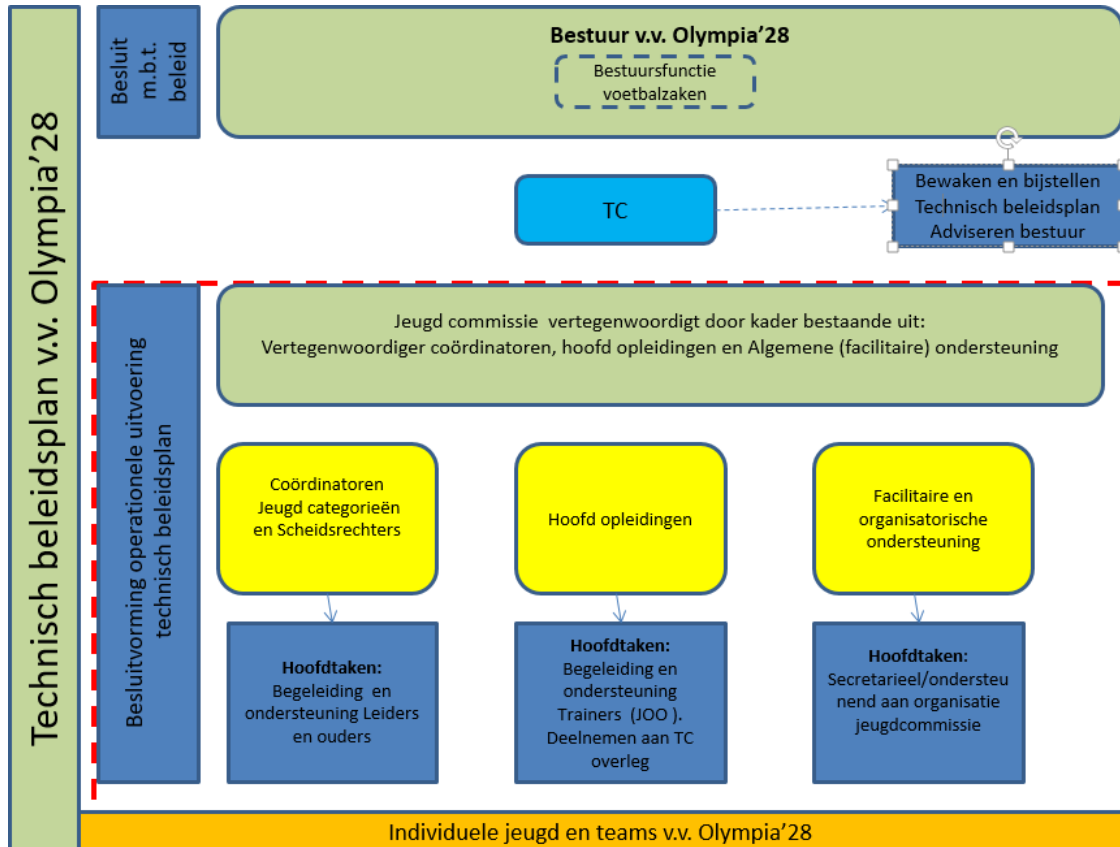 Technisch beleidsplan v.v. Olympia’28
Besluit
m.b.t.
beleid
Bestuur v.v. Olympia’28
Bestuursfunctie
voetbalzaken
TC
Bewaken en bijstellen
Technisch beleidsplan
Adviseren bestuur
Besluitvorming operationele uitvoering
technisch beleidsplan
Jeugd commissie vertegenwoordigt door kader bestaande uit:
Vertegenwoordiger coördinatoren, hoofd opleidingen en Algemene (facilitaire) ondersteuning
Coördinatoren
Jeugd categorieën
en Scheidsrechters
Hoofd opleidingen
Facilitaire en
organisatorische
ondersteuning
Hoofdtaken:
Begeleiding en
ondersteuning Leiders
en ouders
Hoofdtaken:
Begeleiding en
ondersteuning
Trainers (JOO ).
Deelnemen aan TC
overleg
Hoofdtaken:
Secretarieel/ondersteu
nend aan organisatie
jeugdcommissie
Individuele jeugd en teams v.v. Olympia’28